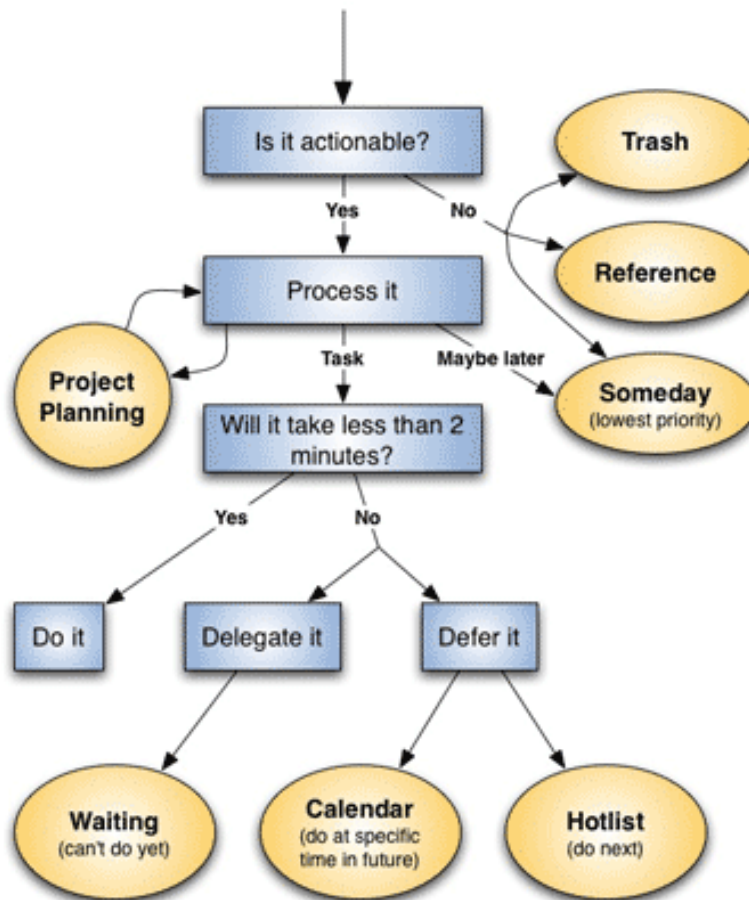 Is it actionable?
Trash
Yes
No
Reference
Process it
Project
Planning
Task
Maybe later
Someday
(lowest priority)
Will it take less than 2
minutes?
Yes
No
Do it
Delegate it
Defer it
Waiting
(can't do yet)
Calendar
(do at specific
time in future)
Hotlist
(do next)